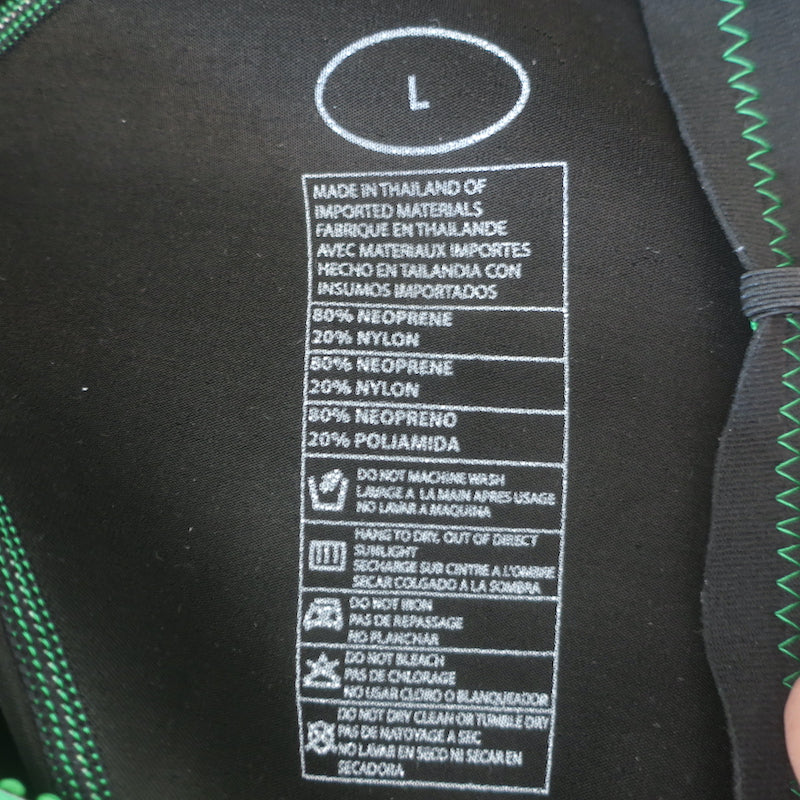 L
MADE IN THAILAND OF
IMPORTED MATERIALS
FABRIQUE EN THAILANDE
AVEC MATERIAUX IMPORTES
HECHO EN TAILANDIA CON
INSUMOS IMPORTADOS
80% NEOPRENE
20% NYLON
80% NEOPRENE
20% NYLON
80% NEOPRENO
20% POLIAMIDA
DO NOT MACHINE WASH
LAVAGE A LA MAIN APRES USAGE
NO LAVAR A MAQUINA
HANG TO DRY, OUT OF DIRECT
SUNLIGHT
SECHARGE SUR CINTRE A L'OMBRE
SECAR COLGADO A LA SOMBRA
DO NOT IRON
PAS DE REPASSAGE
NO PLANCHAR
DO NOT BLEACH
PAS DE CHLORAGE
NO USAR CLORO O BLANQUEADOR
DO NOT DRY CLEAN OR TUMBLE DRY
PAS DE NATOYAGE A SEC
NO LAVAR EN SECO NI SECAR EN
SECADORA